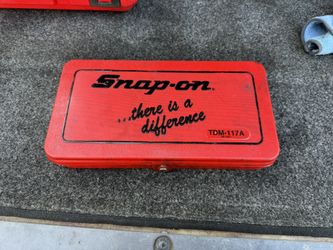 Snap-on
...there is a
difference
TDM-117A